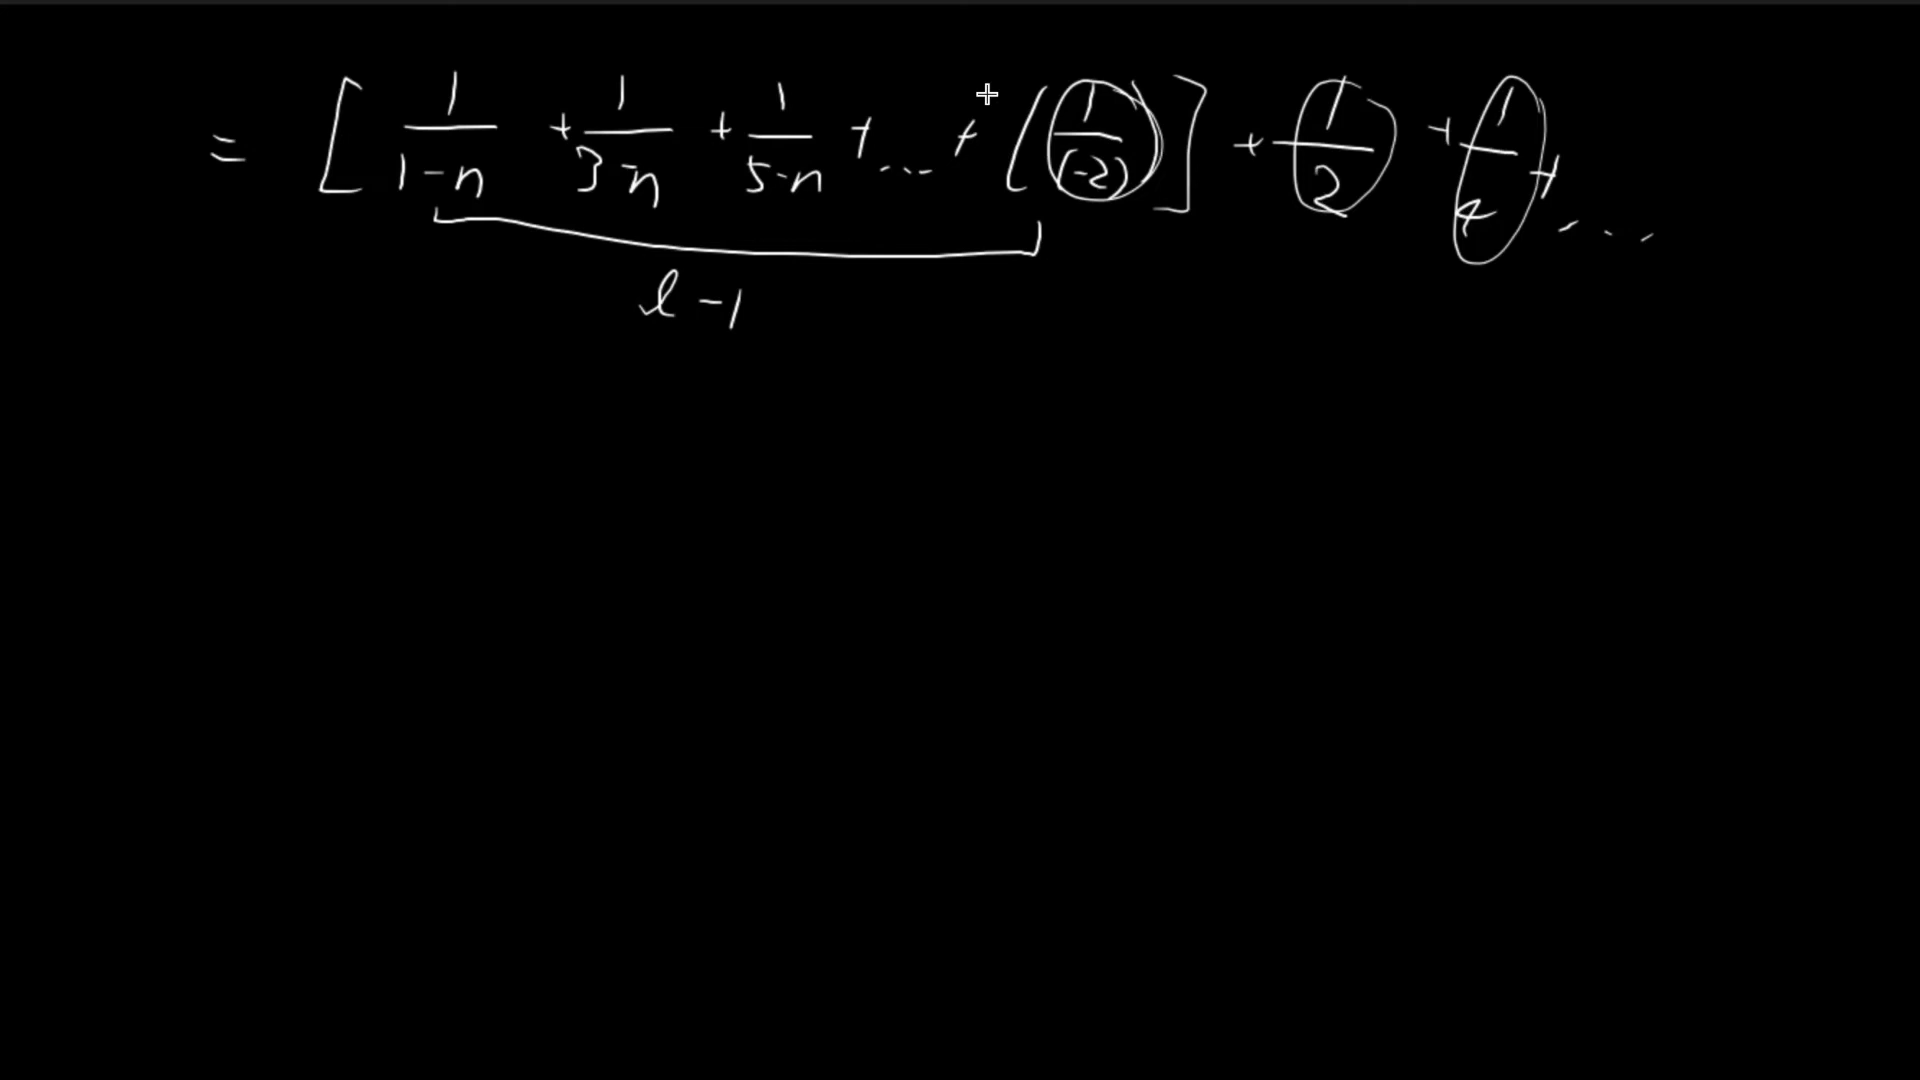 = [ 1/(1-n) + 1/(3-n) + 1/(5-n) + ... + (1/(-2)) ] + 1/2 + 1/4 + ...
l - 1